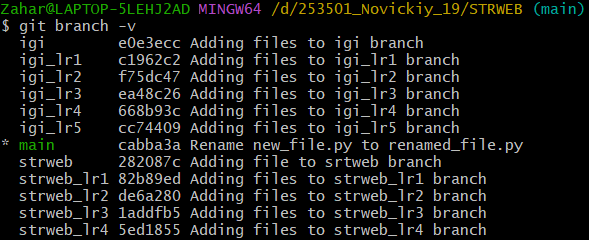 Zahar@LAPTOP-5LEHJ2AD MINGW64 /d/253501_Novickiy_19/STRWEB (main)
$ git branch -v
  igi        e0e3ecc Adding files to igi branch
  igi_lr1    c1962c2 Adding files to igi_lr1 branch
  igi_lr2    f75dc47 Adding files to igi_lr2 branch
  igi_lr3    ea48c26 Adding files to igi_lr3 branch
  igi_lr4    668b93c Adding files to igi_lr4 branch
  igi_lr5    cc74409 Adding files to igi_lr5 branch
* main       cabba3a Rename new_file.py to renamed_file.py
  strweb     282087c Adding file to srtweb branch
  strweb_lr1 82b89ed Adding files to strweb_lr1 branch
  strweb_lr2 de6a280 Adding files to strweb_lr2 branch
  strweb_lr3 1addfb5 Adding files to strweb_lr3 branch
  strweb_lr4 5ed1855 Adding files to strweb_lr4 branch